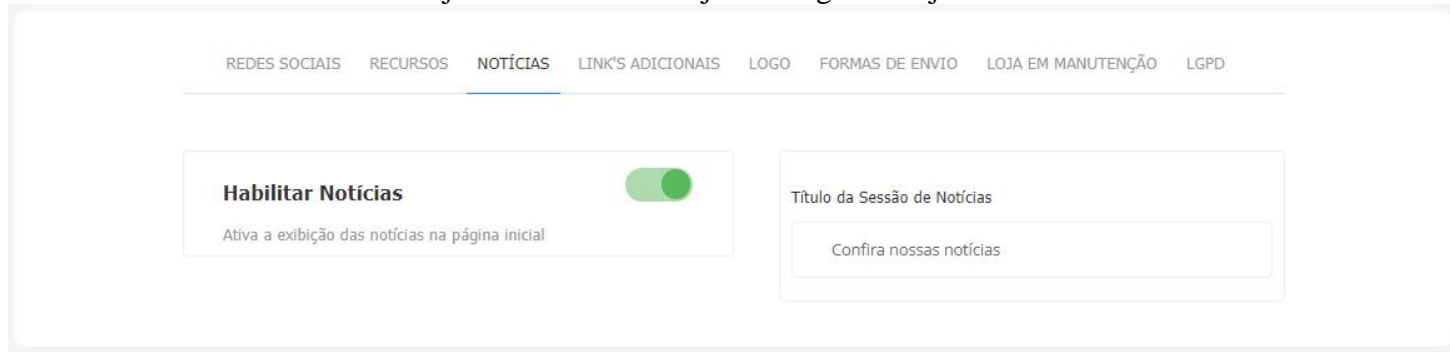 REDES SOCIAIS RECURSOS NOTÍCIAS LINK'S ADICIONAIS LOGO FORMAS DE ENVIO LOJA EM MANUTENÇÃO LGPD
Habilitar Notícias
Ativa a exibição das notícias na página inicial
Título da Sessão de Notícias
Confira nossas notícias